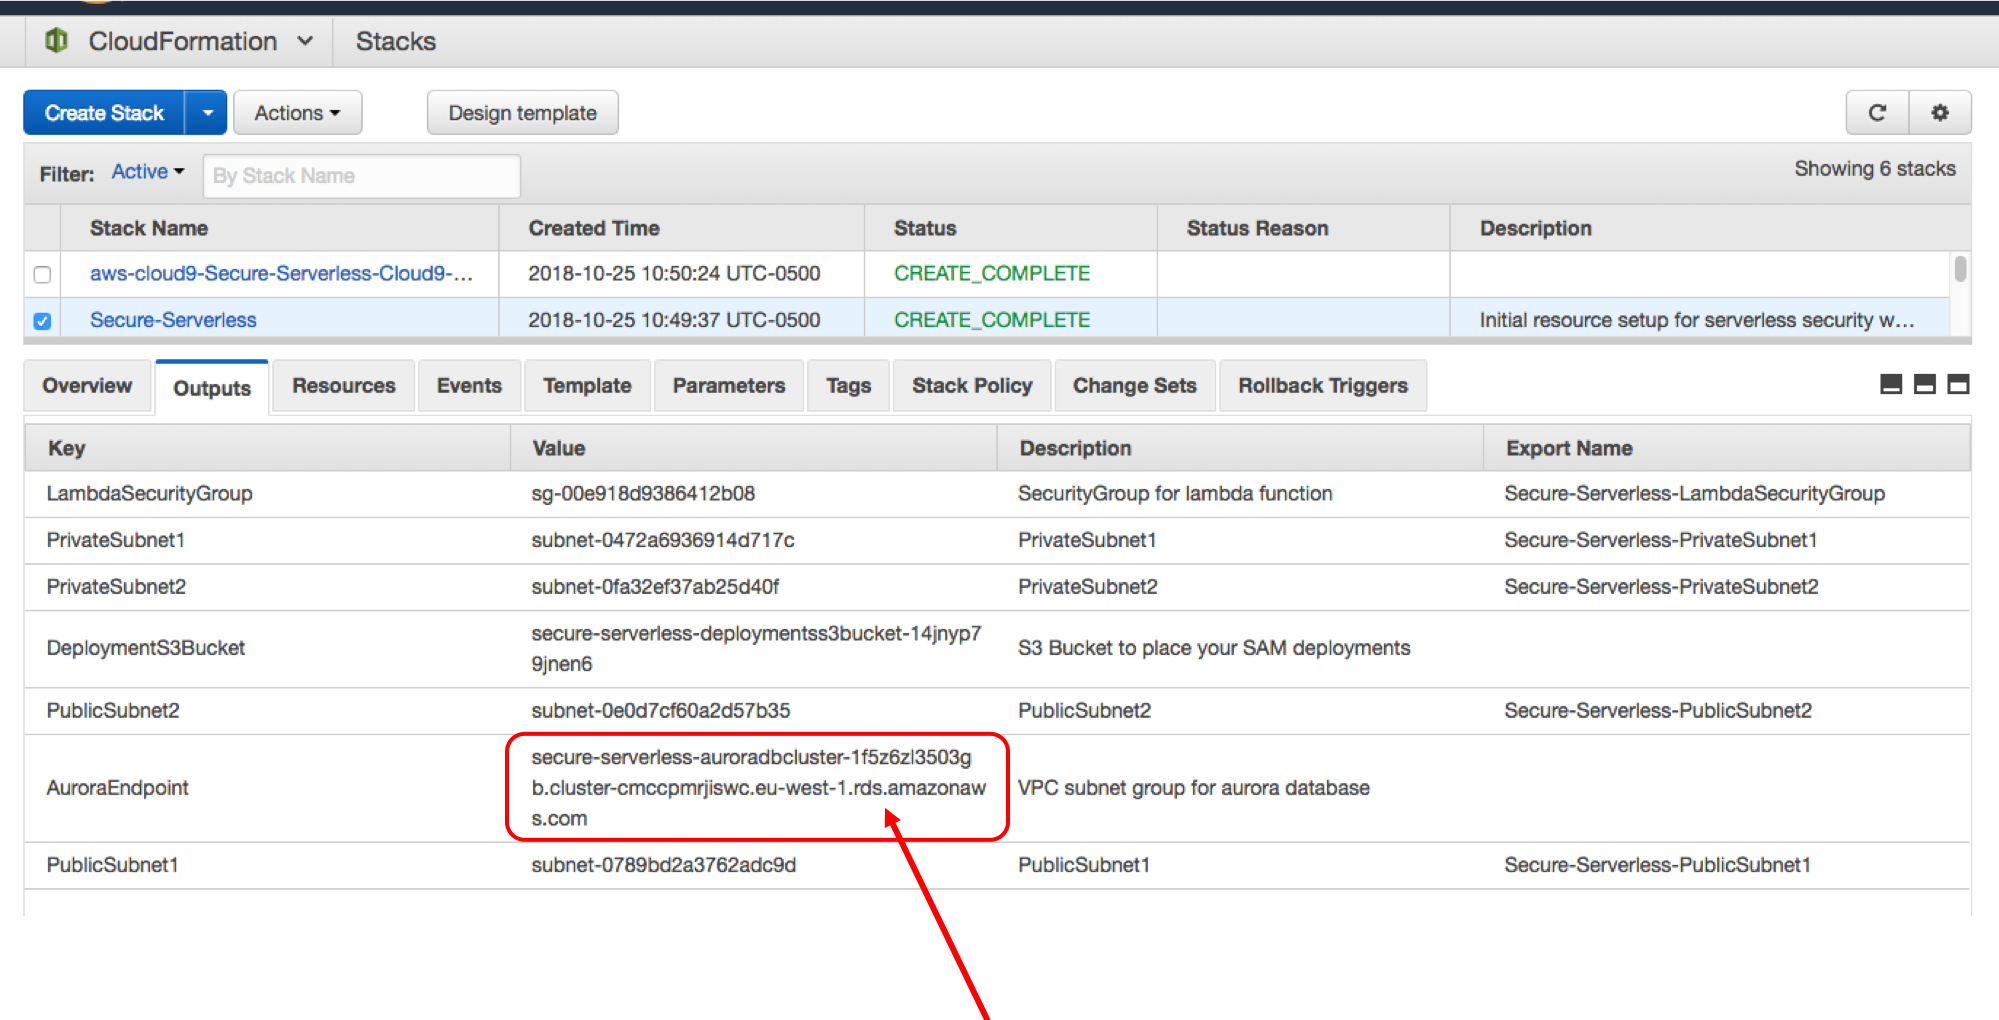 CloudFormation Stacks
Create Stack Actions Design template
Filter: Active By Stack Name Showing 6 stacks
Stack Name Created Time Status Status Reason Description
aws-cloud9-Secure-Serverless-Cloud9-... 2018-10-25 10:50:24 UTC-0500 CREATE_COMPLETE
Secure-Serverless 2018-10-25 10:49:37 UTC-0500 CREATE_COMPLETE Initial resource setup for serverless security w...
Overview Outputs Resources Events Template Parameters Tags Stack Policy Change Sets Rollback Triggers
Key Value Description Export Name
LambdaSecurityGroup sg-00e918d9386412b08 SecurityGroup for lambda function Secure-Serverless-LambdaSecurityGroup
PrivateSubnet1 subnet-0472a6936914d717c PrivateSubnet1 Secure-Serverless-PrivateSubnet1
PrivateSubnet2 subnet-0fa32ef37ab25d40f PrivateSubnet2 Secure-Serverless-PrivateSubnet2
DeploymentS3Bucket secure-serverless-deploymentss3bucket-14jnyp7
9jnen6 S3 Bucket to place your SAM deployments
PublicSubnet2 subnet-0e0d7cf60a2d57b35 PublicSubnet2 Secure-Serverless-PublicSubnet2
AuroraEndpoint secure-serverless-auroradbcluster-1f5z6zl3503g
b.cluster-cmccpmrjiswc.eu-west-1.rds.amazonaw
s.com VPC subnet group for aurora database
PublicSubnet1 subnet-0789bd2a3762adc9d PublicSubnet1 Secure-Serverless-PublicSubnet1